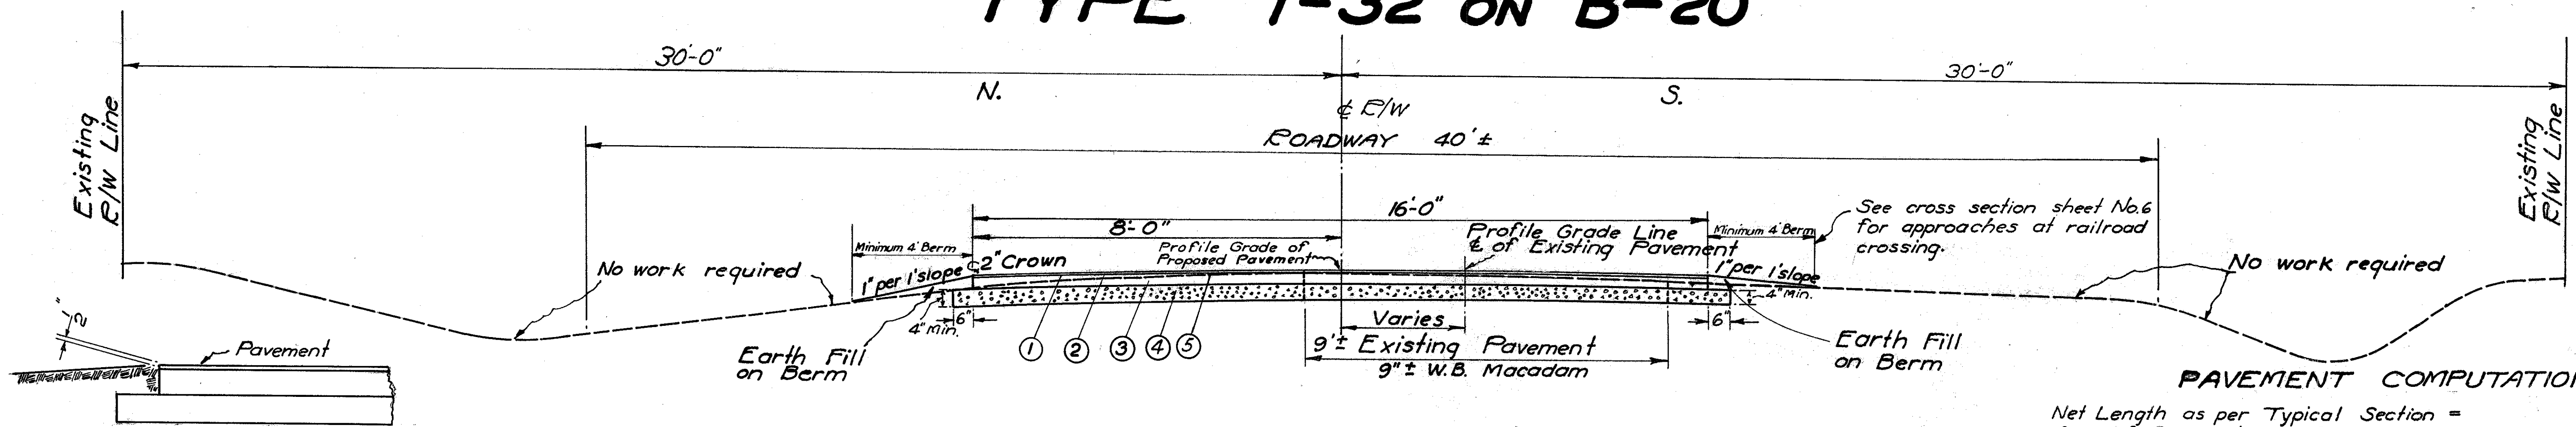 TYPE T-32 ON B-20
30'-0"
30'-0"
N.
S.
℄ R/W
Existing
R/W Line
Existing
R/W Line
ROADWAY 40'±
16'-0"
8'-0"
See cross section sheet No.6
for approaches at railroad
crossing.
Minimum 4' Berm
Profile Grade of
Proposed Pavement
Profile Grade Line
℄ of Existing Pavement
Minimum 4' Berm
No work required
1" per 1' slope
2" Crown
1" per 1' slope
No work required
4" Min.
6"
Varies
6"
4" Min.
Earth Fill
on Berm
1 2 3 4 5
9'± Existing Pavement
9"± W.B. Macadam
Earth Fill
on Berm
Pavement
PAVEMENT COMPUTATION
Net Length as per Typical Section =